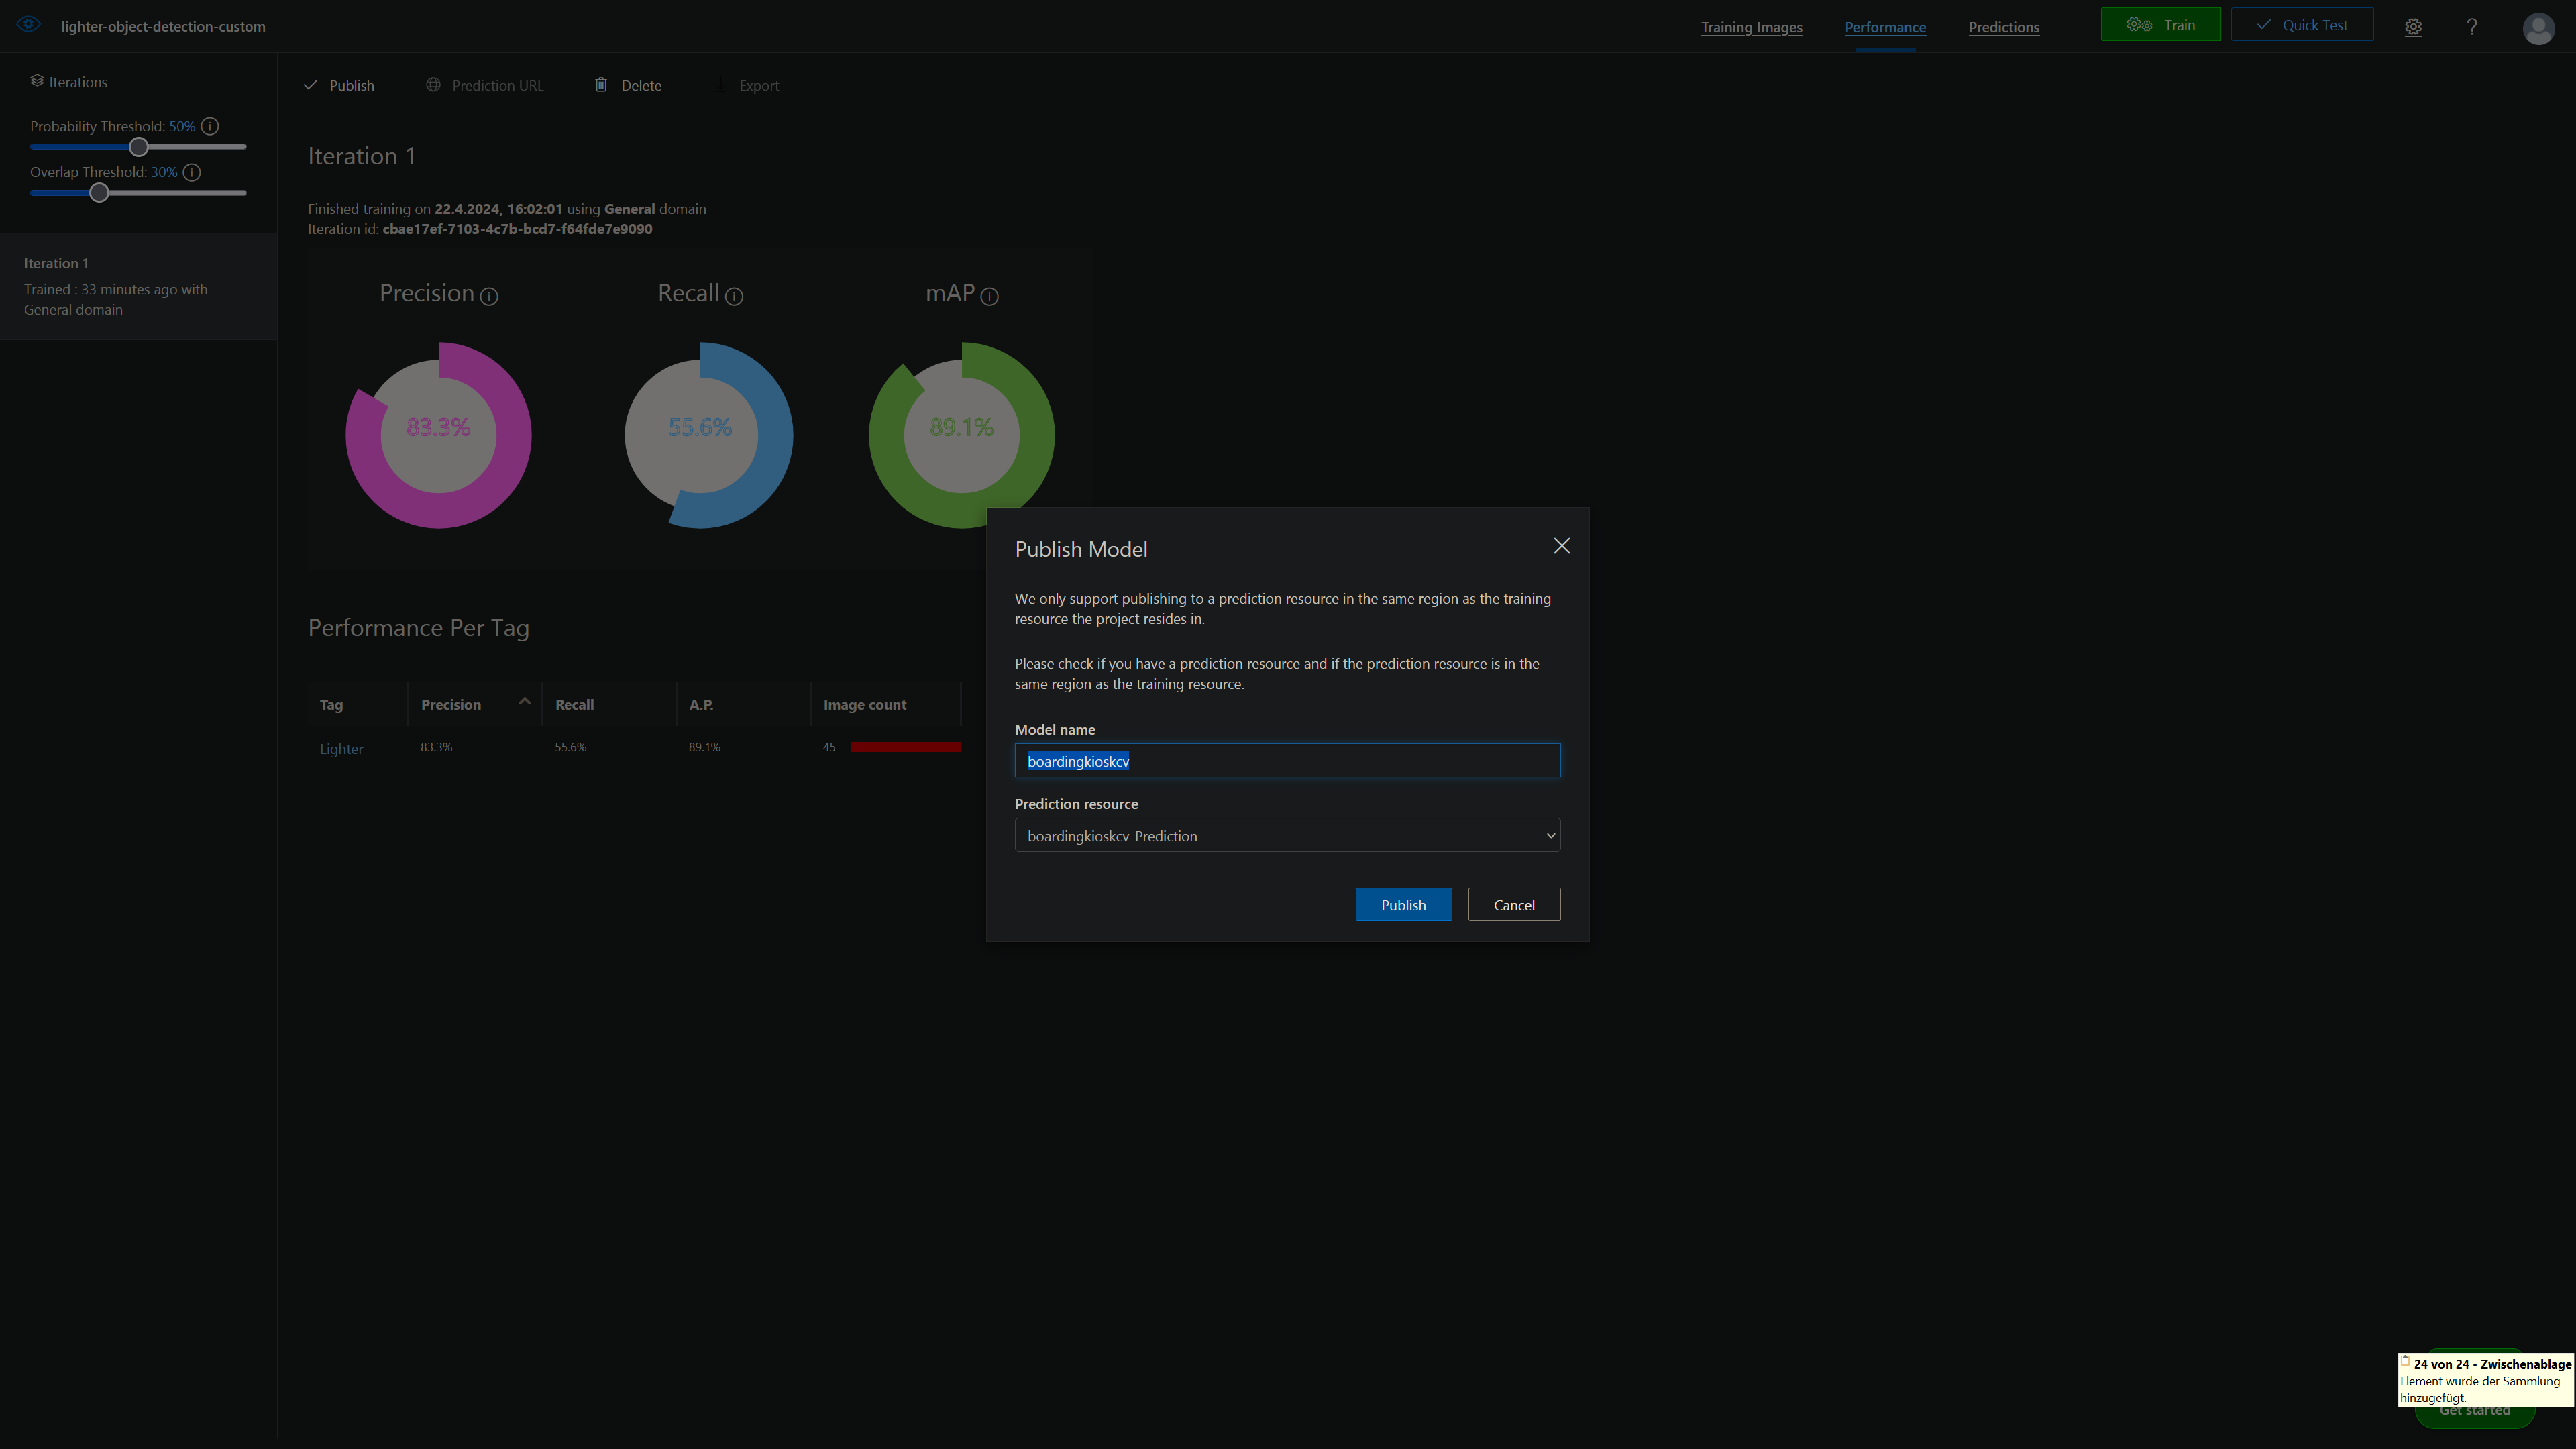 lighter-object-detection-custom
Training Images
Performance
Predictions
Train
Quick Test
Iterations
Probability Threshold: 50%
Overlap Threshold: 30%
Iteration 1
Trained : 33 minutes ago with
General domain
Publish
Prediction URL
Delete
Export
Iteration 1
Finished training on 22.4.2024, 16:02:01 using General domain
Iteration id: cbae17ef-7103-4c7b-bcd7-f64fde7e9090
Precision
Recall
mAP
83.3%
55.6%
89.1%
Performance Per Tag
Tag
Precision
Recall
A.P.
Image count
Lighter
83.3%
55.6%
89.1%
45
Publish Model
We only support publishing to a prediction resource in the same region as the training
resource the project resides in.
Please check if you have a prediction resource and if the prediction resource is in the
same region as the training resource.
Model name
boardingkioskcv
Prediction resource
boardingkioskcv-Prediction
Publish
Cancel
24 von 24 - Zwischenablage
Element wurde der Sammlung
hinzugefügt.
Get started